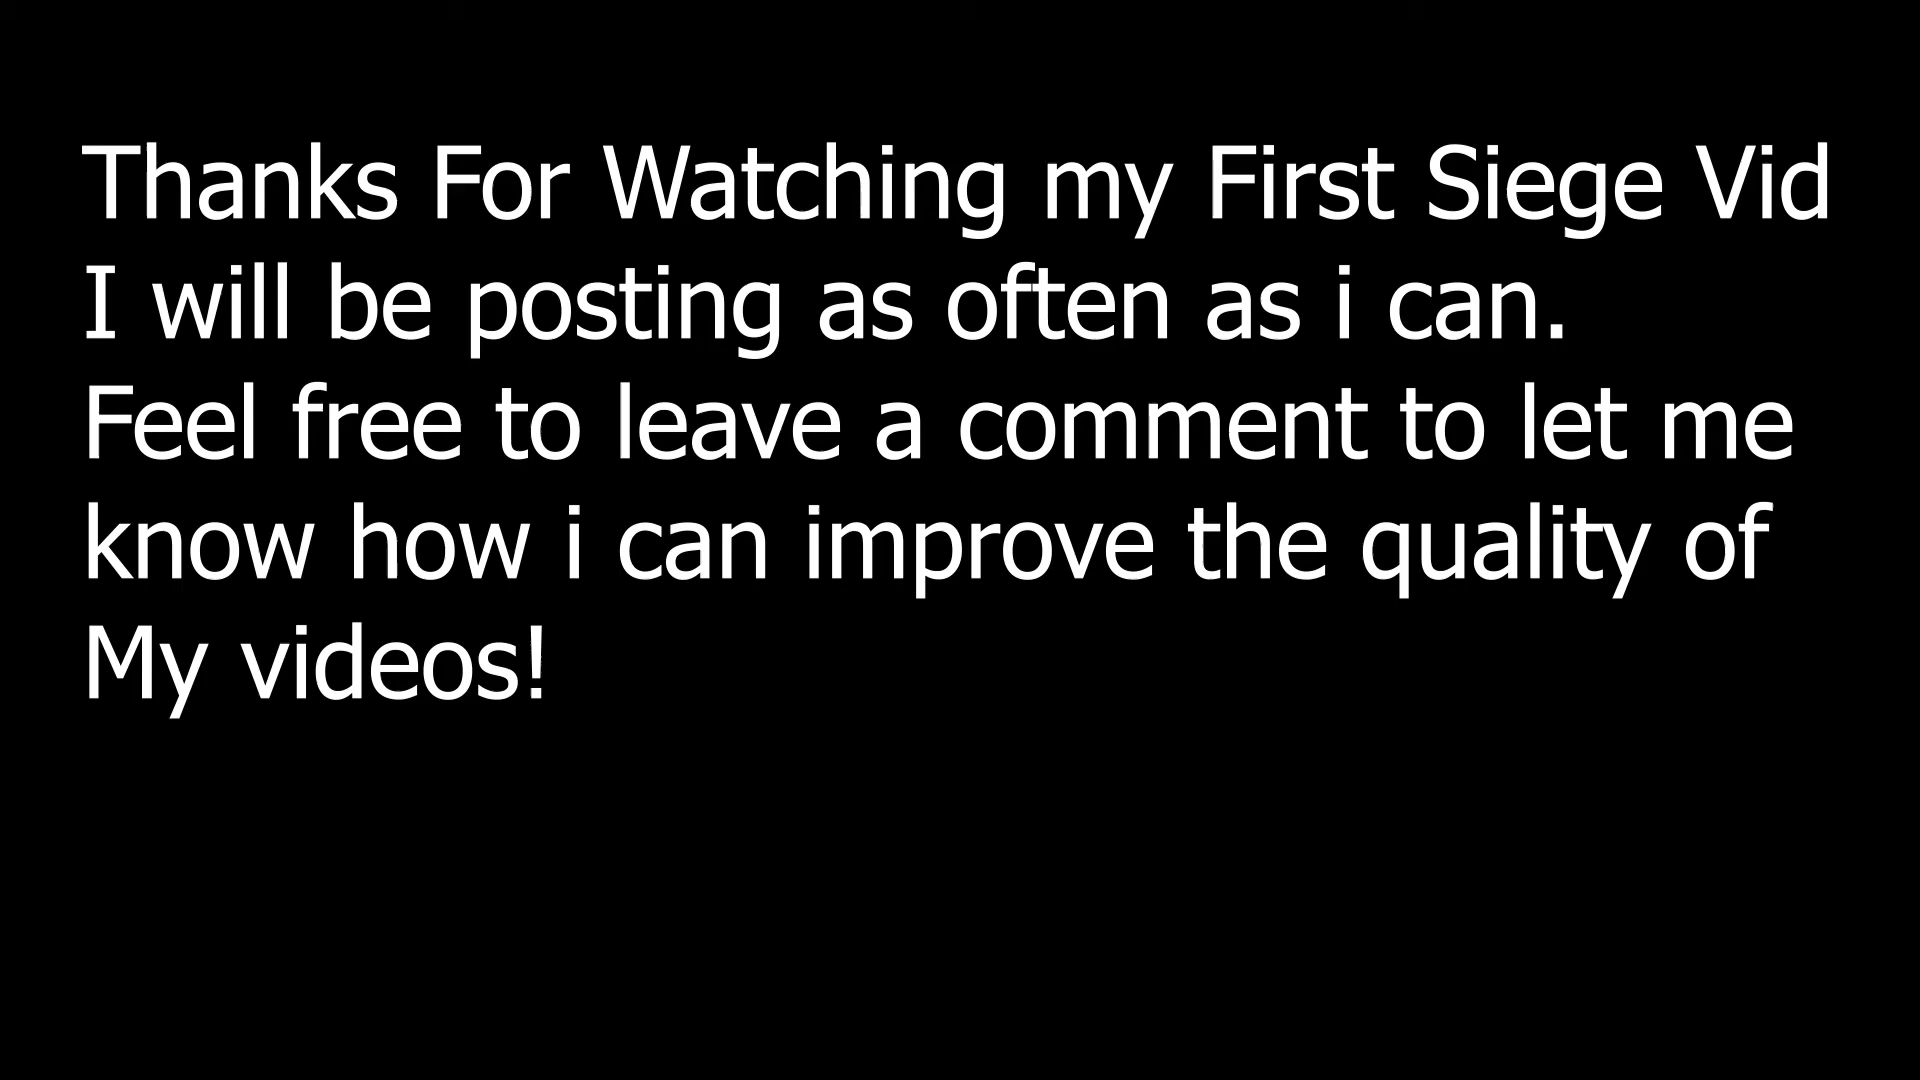 Thanks For Watching my First Siege Vid
I will be posting as often as i can.
Feel free to leave a comment to let me
know how i can improve the quality of
My videos!